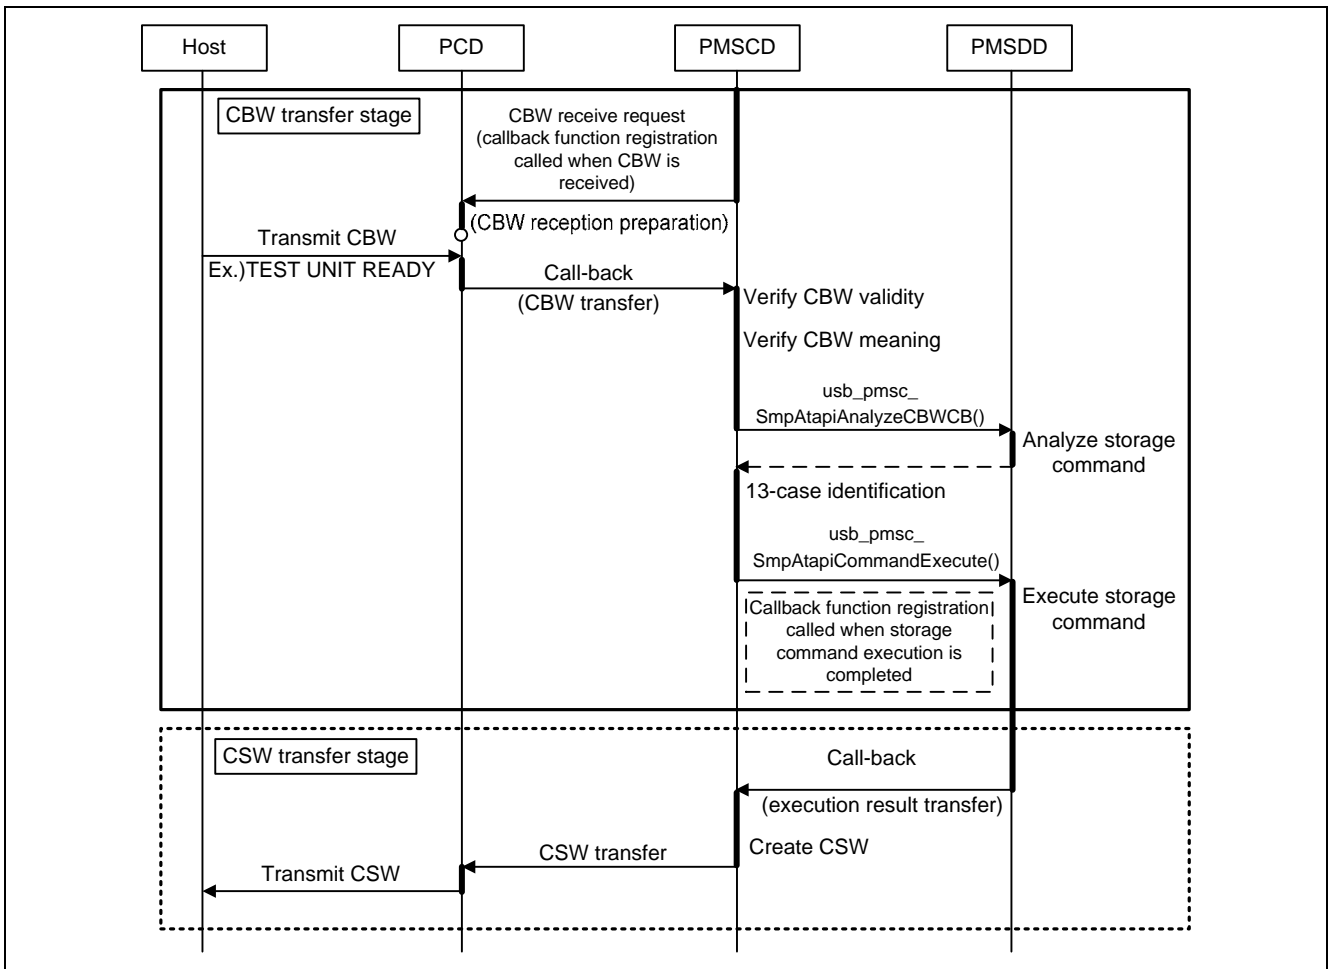 Host
PCD
PMSCD
PMSDD
CBW transfer stage
CBW receive request
(callback function registration
called when CBW is
received)
(CBW reception preparation)
Transmit CBW
Ex.)TEST UNIT READY
Call-back
(CBW transfer)
Verify CBW validity
Verify CBW meaning
usb_pmsc_
SmpAtapiAnalyzeCBWCB()
Analyze storage
command
13-case identification
usb_pmsc_
SmpAtapiCommandExecute()
Execute storage
command
Callback function registration
called when storage
command execution is
completed
CSW transfer stage
Call-back
(execution result transfer)
Create CSW
CSW transfer
Transmit CSW